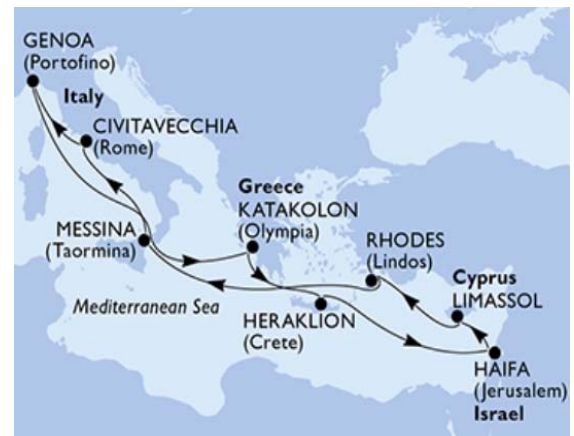 GENOA
(Portofino)
Italy
CIVITAVECCHIA
(Rome)
Greece
KATAKOLON
(Olympia)
MESSINA
(Taormina)
RHODES
(Lindos)
Cyprus
LIMASSOL
Mediterranean Sea
HERAKLION
(Crete)
HAIFA
(Jerusalem)
Israel